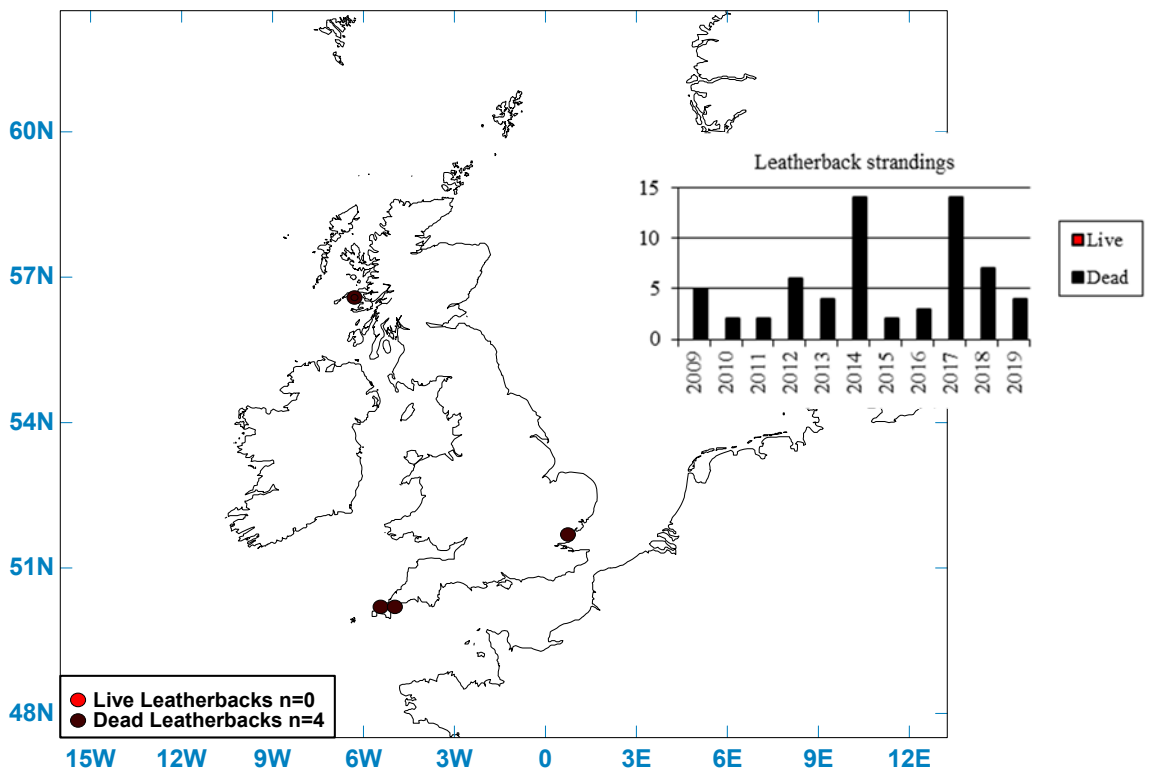 60N
57N
54N
51N
48N
15W 12W 9W 6W 3W 0 3E 6E 9E 12E
Live Leatherbacks n=0
Dead Leatherbacks n=4
Leatherback strandings
15
10
5
0
2009 2010 2011 2012 2013 2014 2015 2016 2017 2018 2019
Live
Dead